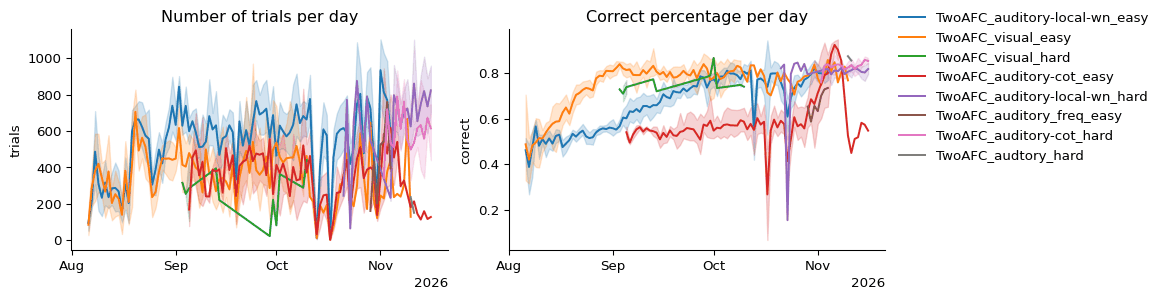 Number of trials per day
trials
1000
800
600
400
200
0
Aug
Sep
Oct
Nov
2026
Correct percentage per day
correct
0.8
0.6
0.4
0.2
Aug
Sep
Oct
Nov
2026
TwoAFC_auditory-local-wn_easy
TwoAFC_visual_easy
TwoAFC_visual_hard
TwoAFC_auditory-cot_easy
TwoAFC_auditory-local-wn_hard
TwoAFC_auditory_freq_easy
TwoAFC_auditory-cot_hard
TwoAFC_audtory_hard